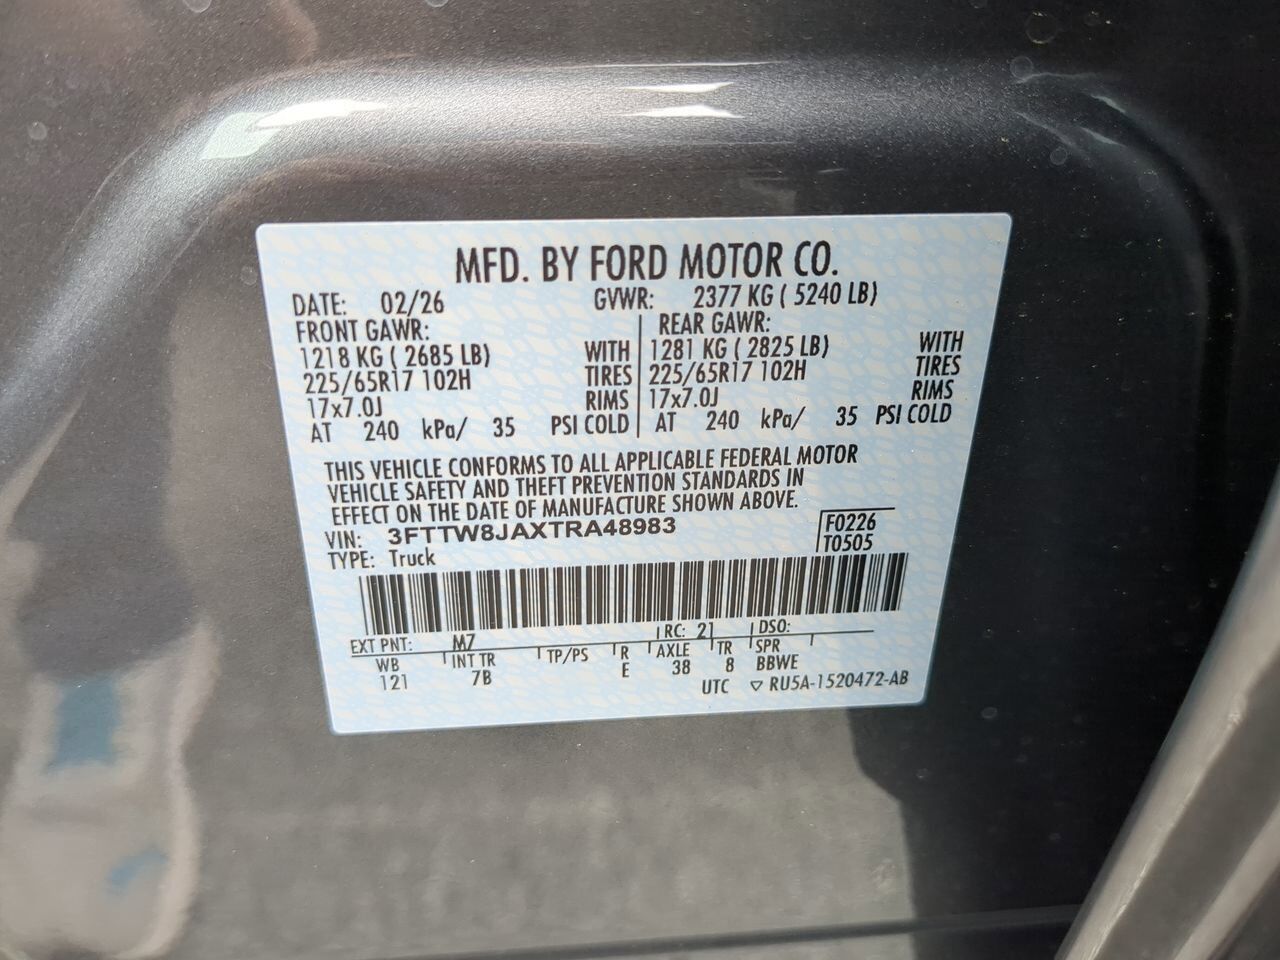 MFD. BY FORD MOTOR CO.
DATE: 02/26 GVWR: 2377 KG ( 5240 LB)
FRONT GAWR: REAR GAWR:
1218 KG ( 2685 LB) WITH 1281 KG ( 2825 LB) WITH
225/65R17 102H TIRES 225/65R17 102H TIRES
17x7.0J RIMS 17x7.0J RIMS
AT 240 kPa/ 35 PSI COLD AT 240 kPa/ 35 PSI COLD
THIS VEHICLE CONFORMS TO ALL APPLICABLE FEDERAL MOTOR
VEHICLE SAFETY AND THEFT PREVENTION STANDARDS IN
EFFECT ON THE DATE OF MANUFACTURE SHOWN ABOVE.
VIN: 3FTTW8JAXTRA48983 F0226
TYPE: Truck T0505
EXT PNT: M7 RC: 21 DSO:
WB INT TR TP/PS R AXLE TR SPR
121 7B E 38 8 BBWE
UTC ▽ RU5A-1520472-AB